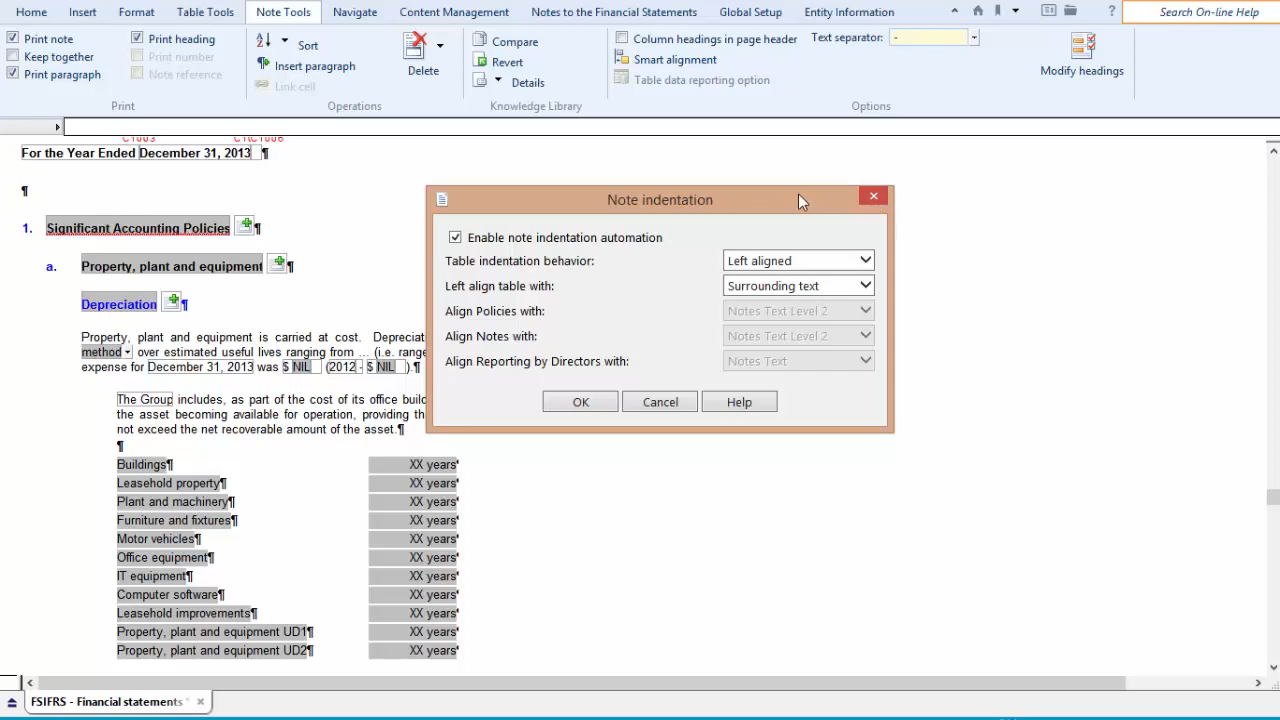 Home Insert Format Table Tools Note Tools Navigate Content Management Notes to the Financial Statements Global Setup Entity Information ? Search On-line Help
Print note Print heading Sort Delete Compare Column headings in page header Text separator: - Modify headings
Keep together Print number Insert paragraph Revert Smart alignment
Print paragraph Note reference Link cell Details Table data reporting option
Print Operations Knowledge Library Options
C1003 C1006
For the Year Ended December 31, 2013 ¶
¶
1. Significant Accounting Policies ¶
a. Property, plant and equipment ¶
Depreciation ¶
Property, plant and equipment is carried at cost.
method over estimated useful lives ranging from ... (i.e.
expense for December 31, 2013 was $ NIL (2012 - $ NIL ).¶
The Group includes, as part of the cost of its office
the asset becoming available for operation, providing
not exceed the net recoverable amount of the asset.¶
¶
Buildings¶ XX years
Leasehold property¶ XX years
Plant and machinery¶ XX years
Furniture and fixtures¶ XX years
Motor vehicles¶ XX years
Office equipment¶ XX years
IT equipment¶ XX years
Computer software¶ XX years
Leasehold improvements¶ XX years
Property, plant and equipment UD1¶ XX years
Property, plant and equipment UD2¶ XX years
Note indentation
Enable note indentation automation
Table indentation behavior: Left aligned
Left align table with: Surrounding text
Align Policies with: Notes Text Level 2
Align Notes with: Notes Text Level 2
Align Reporting by Directors with: Notes Text
OK Cancel Help
FSIFRS - Financial statements *